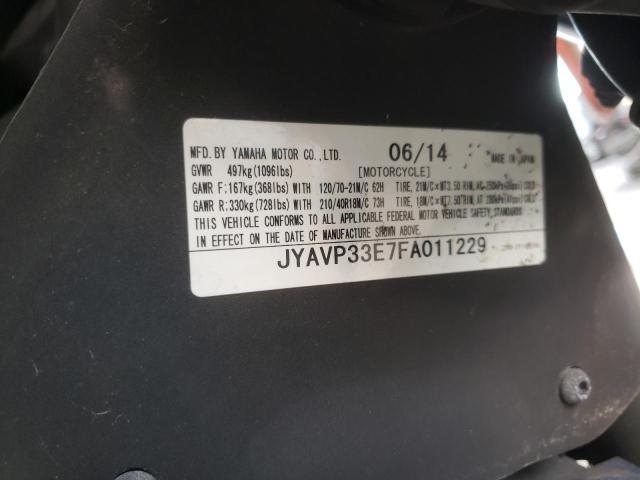 MFD. BY YAMAHA MOTOR CO., LTD. 06/14 MADE IN JAPAN
GVWR 497kg(1096lbs) [MOTORCYCLE]
GAWR F:167kg(368lbs) WITH 120/70-21M/C 62H TIRE, 21M/C×MT3.50 RIM, AT 250kPa
GAWR R:330kg(728lbs) WITH 210/40R18M/C 73H TIRE, 18M/C×MT7.50 RIM, AT 280kPa
THIS VEHICLE CONFORMS TO ALL APPLICABLE FEDERAL MOTOR VEHICLE SAFETY, STANDARDS
IN EFFECT ON THE DATE OF MANUFACTURE SHOWN ABOVE.
JYAVP33E7FA011229